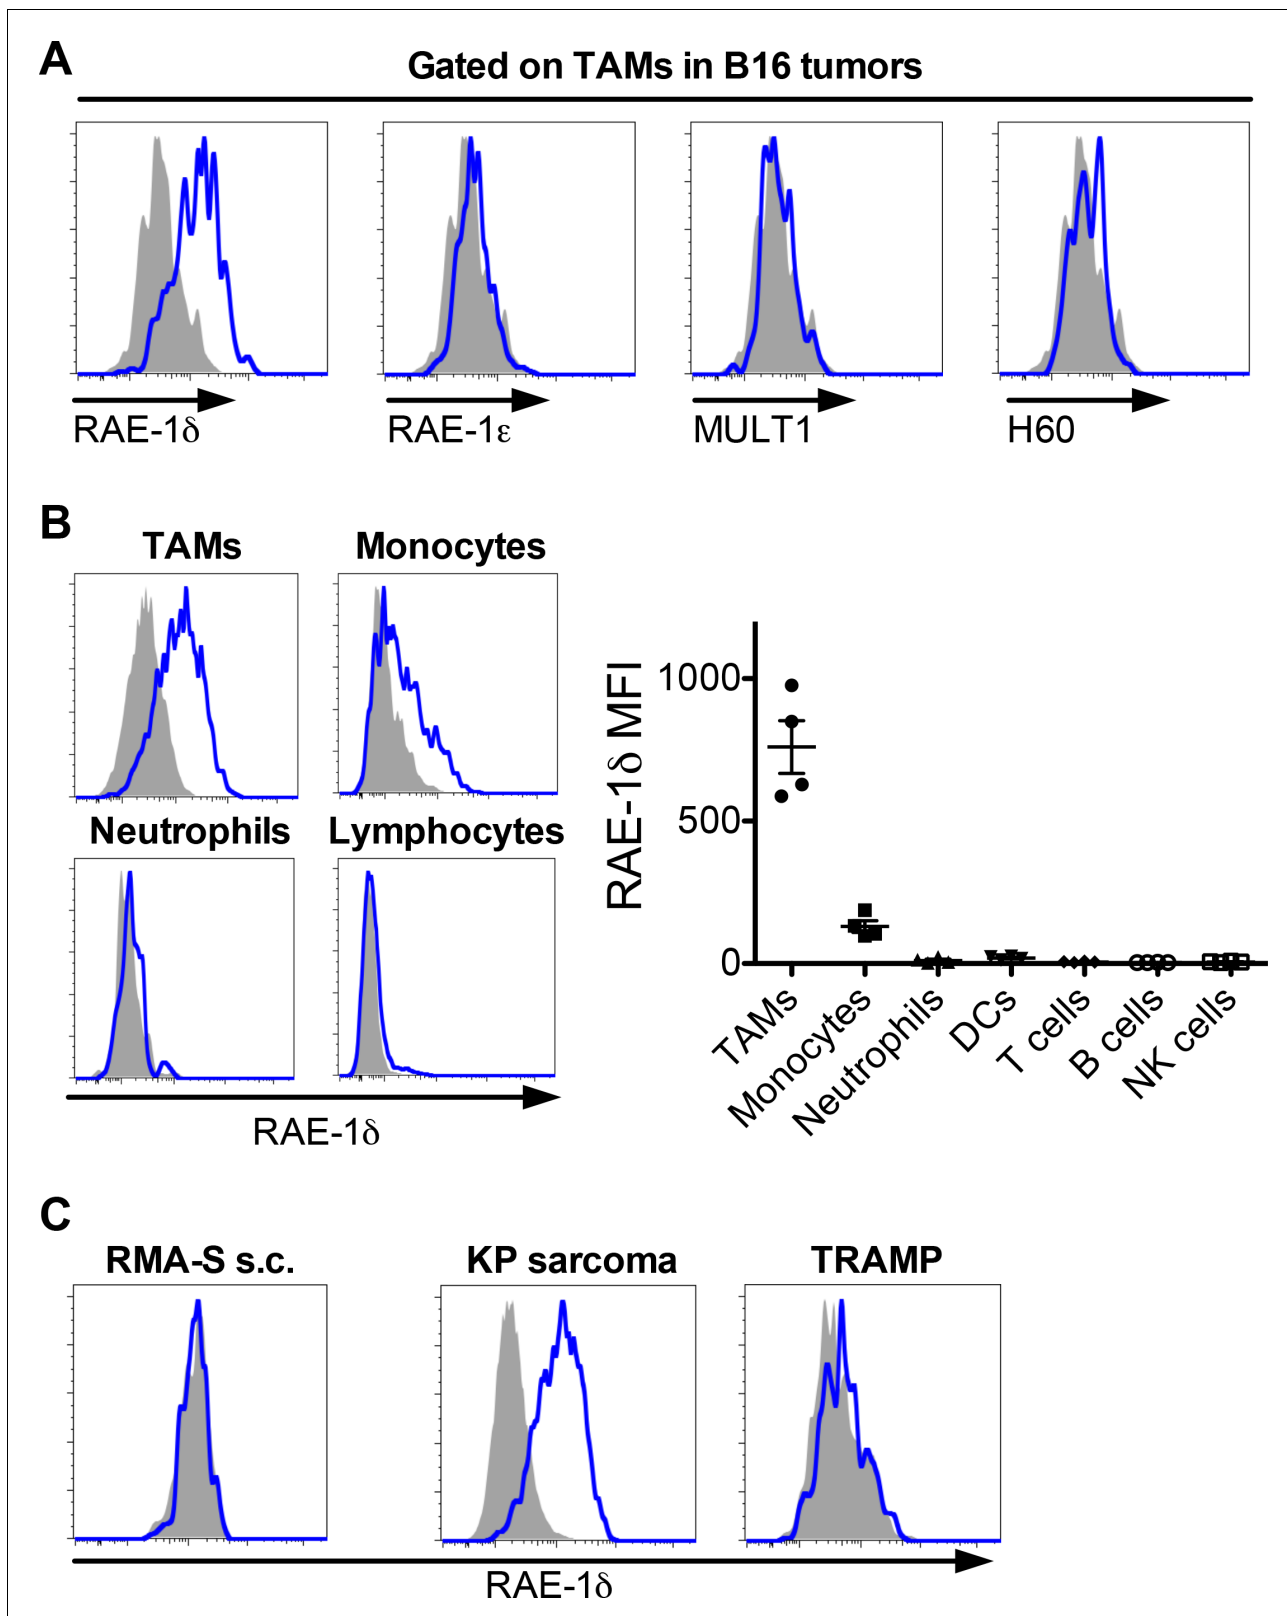 A
Gated on TAMs in B16 tumors
RAE-1δ
RAE-1ε
MULT1
H60
B
TAMs
Monocytes
Neutrophils
Lymphocytes
RAE-1δ
RAE-1δ MFI
1000
500
0
TAMs
Monocytes
Neutrophils
DCs
T cells
B cells
NK cells
C
RMA-S s.c.
KP sarcoma
TRAMP
RAE-1δ